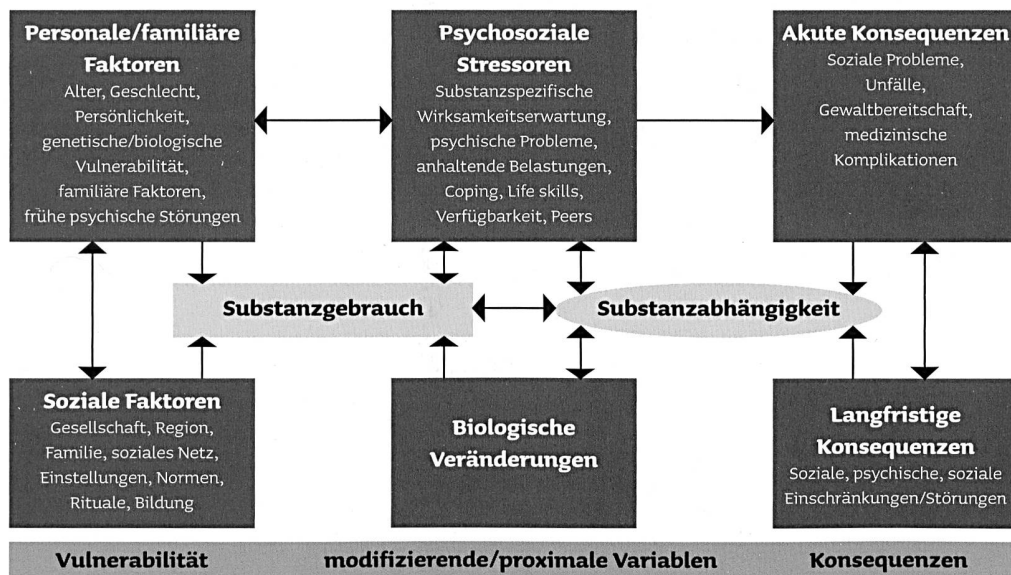 Personale/familiäre
Faktoren
Alter, Geschlecht,
Persönlichkeit,
genetische/biologische
Vulnerabilität,
familiäre Faktoren,
frühe psychische Störungen
Psychosoziale
Stressoren
Substanzspezifische
Wirksamkeitserwartung,
psychische Probleme,
anhaltende Belastungen,
Coping, Life skills,
Verfügbarkeit, Peers
Akute Konsequenzen
Soziale Probleme,
Unfälle,
Gewaltbereitschaft,
medizinische
Komplikationen
Substanzgebrauch
Substanzabhängigkeit
Soziale Faktoren
Gesellschaft, Region,
Familie, soziales Netz,
Einstellungen, Normen,
Rituale, Bildung
Biologische
Veränderungen
Langfristige
Konsequenzen
Soziale, psychische, soziale
Einschränkungen/Störungen
Vulnerabilität
modifizierende/proximale Variablen
Konsequenzen